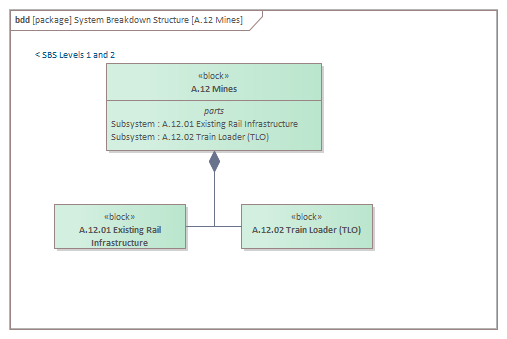 bdd [package] System Breakdown Structure [A.12 Mines]
< SBS Levels 1 and 2
«block»
A.12 Mines
parts
Subsystem : A.12.01 Existing Rail Infrastructure
Subsystem : A.12.02 Train Loader (TLO)
«block»
A.12.01 Existing Rail
Infrastructure
«block»
A.12.02 Train Loader (TLO)